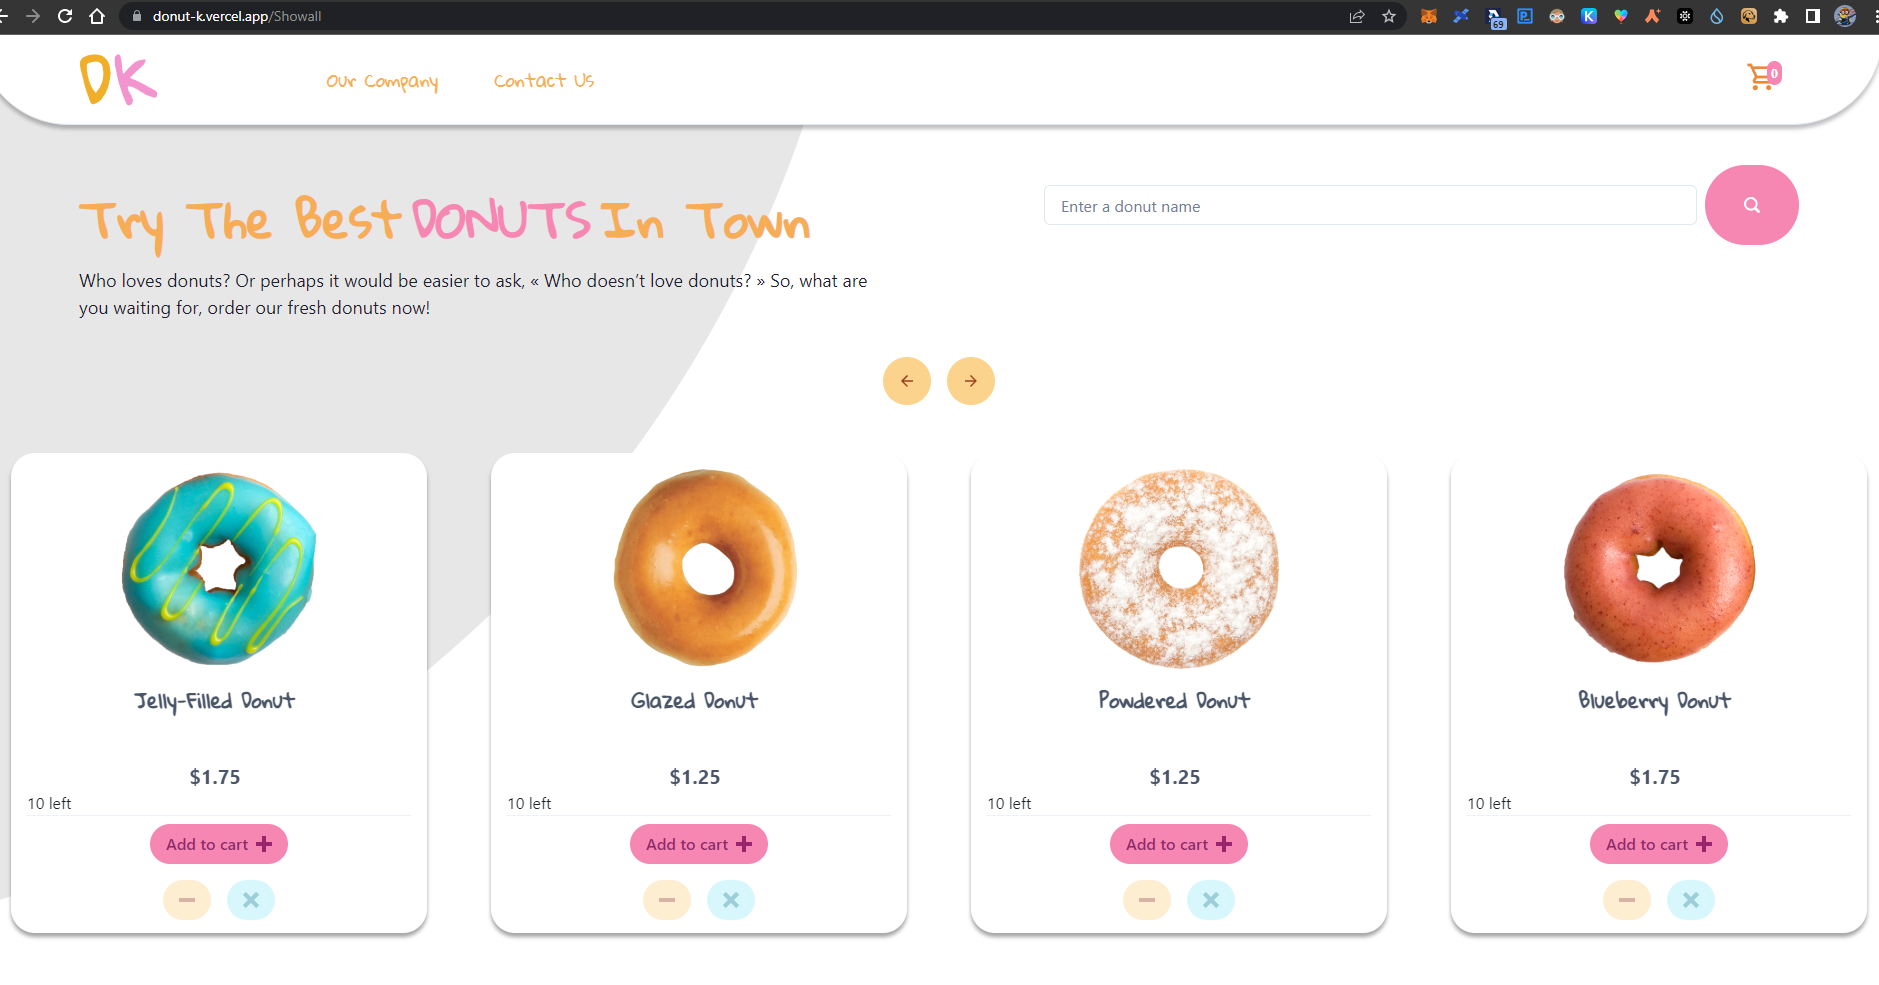 donut-k.vercel.app/Showall
69
DK
Our Company
Contact Us
0
Try The Best DONUTS In Town
Enter a donut name
Who loves donuts? Or perhaps it would be easier to ask, « Who doesn’t love donuts? » So, what are
you waiting for, order our fresh donuts now!
Jelly-Filled Donut
$1.75
10 left
Add to cart
Glazed Donut
$1.25
10 left
Add to cart
Powdered Donut
$1.25
10 left
Add to cart
Blueberry Donut
$1.75
10 left
Add to cart